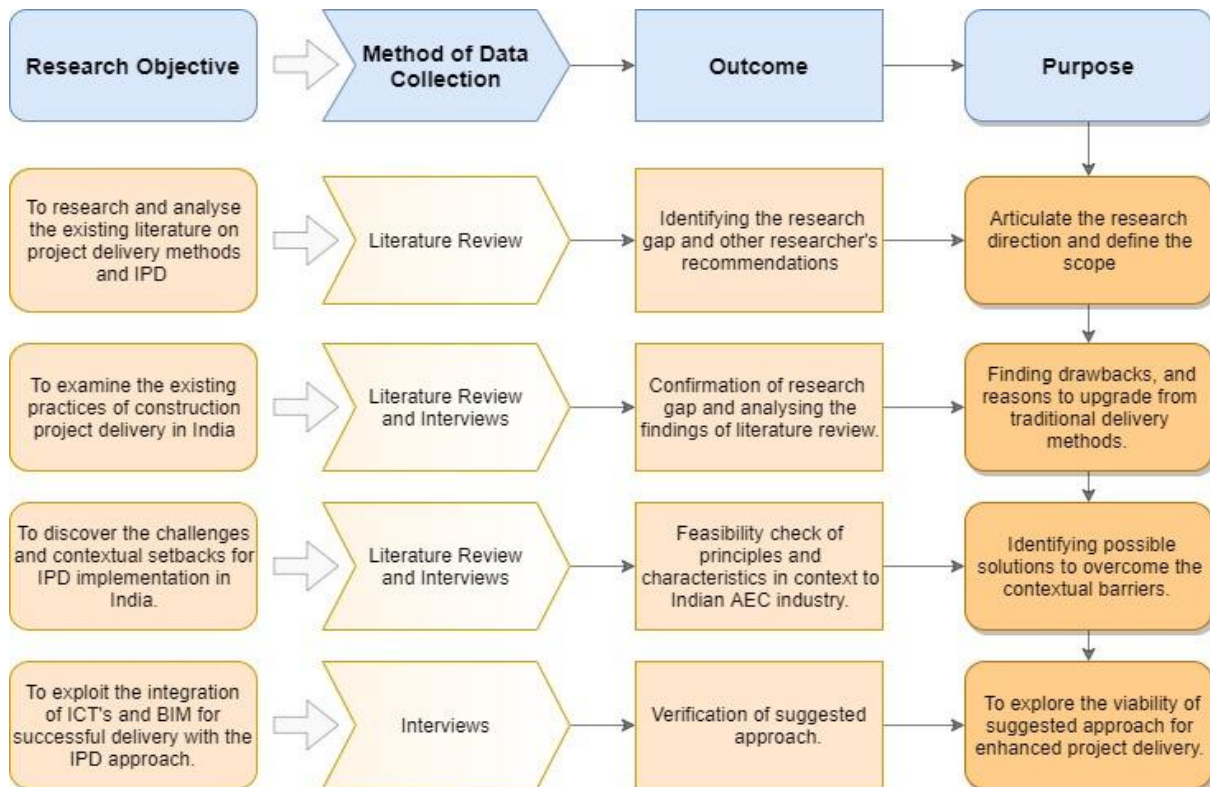 Research Objective
Method of Data
Collection
Outcome
Purpose
To research and analyse
the existing literature on
project delivery methods
and IPD
Literature Review
Identifying the research
gap and other researcher's
recommendations
Articulate the research
direction and define the
scope
To examine the existing
practices of construction
project delivery in India
Literature Review
and Interviews
Confirmation of research
gap and analysing the
findings of literature review.
Finding drawbacks, and
reasons to upgrade from
traditional delivery
methods.
To discover the challenges
and contextual setbacks for
IPD implementation in
India.
Literature Review
and Interviews
Feasibility check of
principles and
characteristics in context to
Indian AEC industry.
Identifying possible
solutions to overcome the
contextual barriers.
To exploit the integration
of ICT's and BIM for
successful delivery with the
IPD approach.
Interviews
Verification of suggested
approach.
To explore the viability of
suggested approach for
enhanced project delivery.